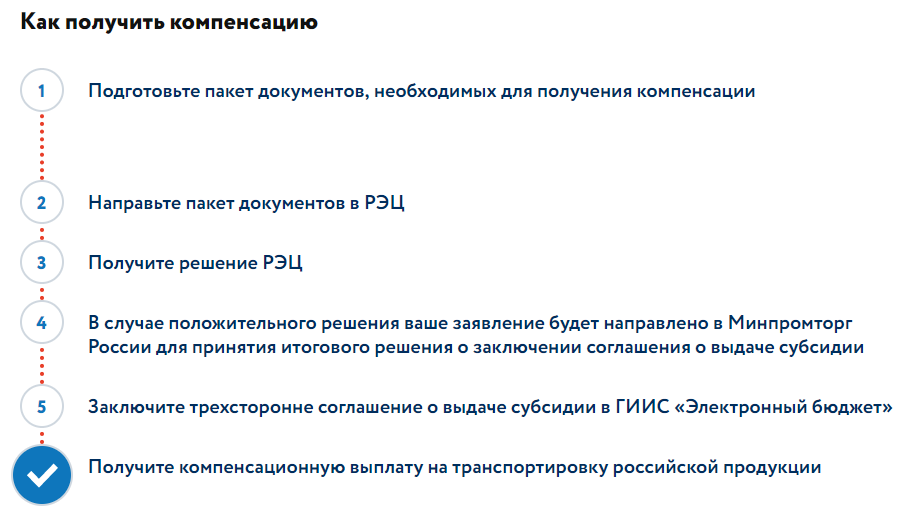 Как получить компенсацию
1
Подготовьте пакет документов, необходимых для получения компенсации
2
Направьте пакет документов в РЭЦ
3
Получите решение РЭЦ
4
В случае положительного решения ваше заявление будет направлено в Минпромторг
России для принятия итогового решения о заключении соглашения о выдаче субсидии
5
Заключите трехсторонне соглашение о выдаче субсидии в ГИИС «Электронный бюджет»
Получите компенсационную выплату на транспортировку российской продукции